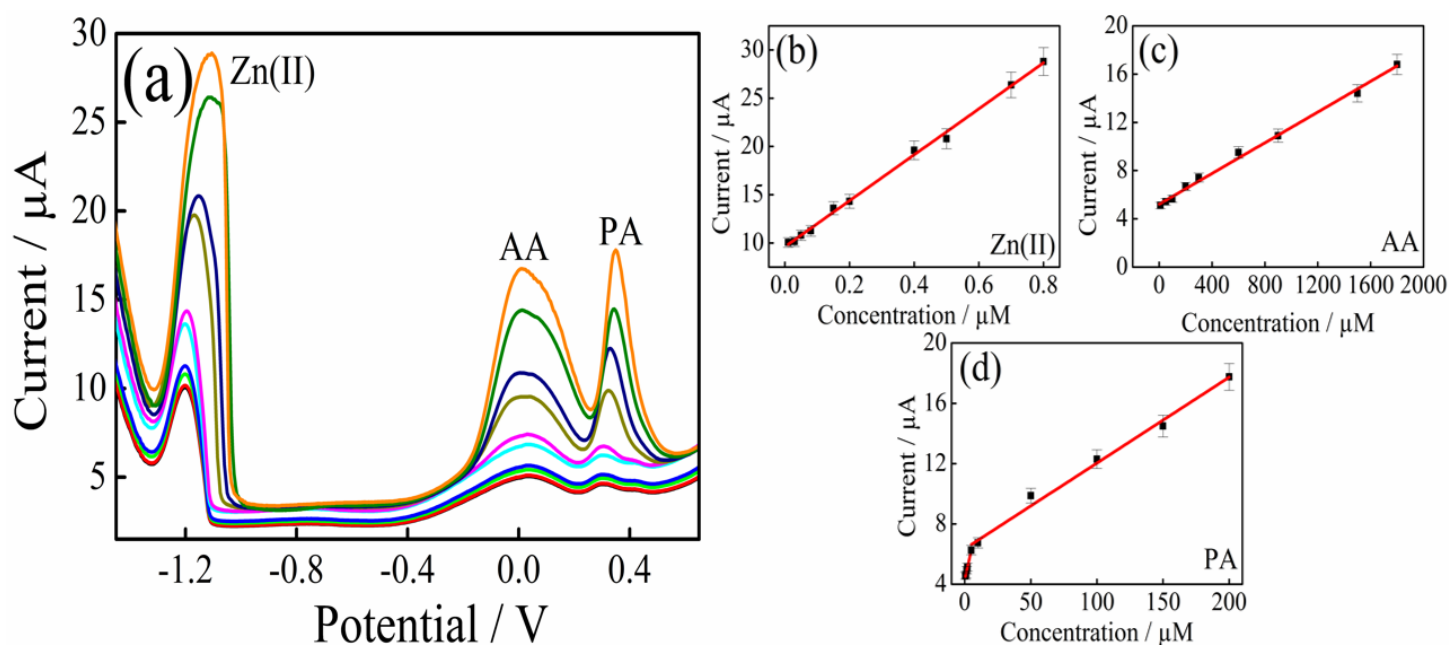 (a)
Zn(II)
AA
PA
Current / µA
30
25
20
15
10
5
-1.2 -0.8 -0.4 0.0 0.4
Potential / V
(b)
Current / µA
30
25
20
15
10
0.0 0.2 0.4 0.6 0.8
Zn(II)
Concentration / µM
(c)
Current / µA
20
16
12
8
4
0
0 400 800 1200 1600 2000
AA
Concentration / µM
(d)
Current / µA
20
16
12
8
4
0 50 100 150 200
PA
Concentration / µM